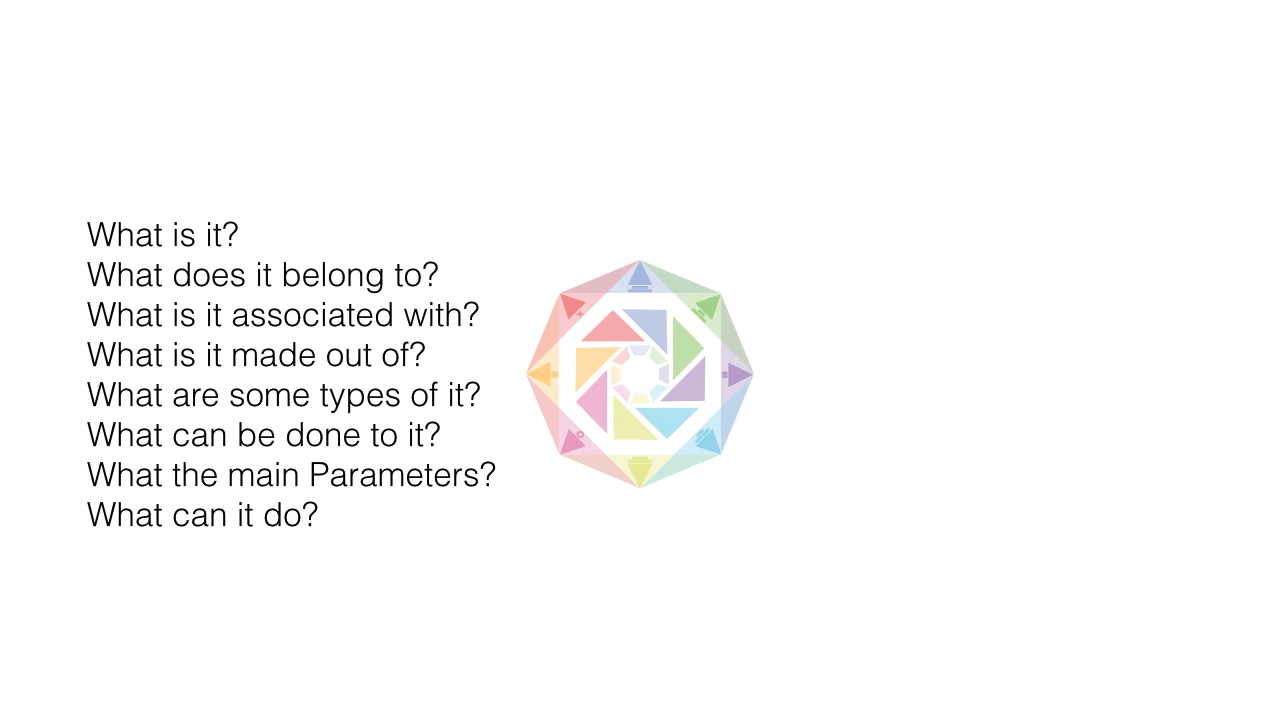 What is it?
What does it belong to?
What is it associated with?
What is it made out of?
What are some types of it?
What can be done to it?
What the main Parameters?
What can it do?